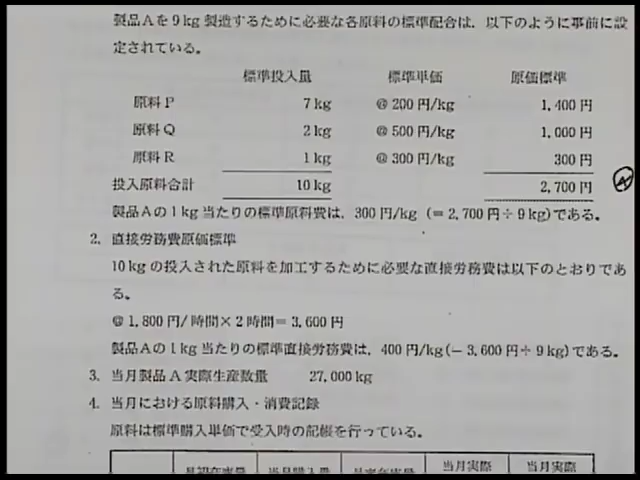 製品Aを9kg製造するために必要な各原料の標準配合は、以下のように事前に設
定されている。
標準投入量 標準単価 原価標準
原料P 7kg @200円/kg 1,400円
原料Q 2kg @500円/kg 1,000円
原料R 1kg @300円/kg 300円
投入原料合計 10kg 2,700円
製品Aの1kg当たりの標準原料費は、300円/kg (=2,700円÷9kg)である。
2. 直接労務費原価標準
10kgの投入された原料を加工するために必要な直接労務費は以下のとおりであ
る。
@1,800円/時間×2時間=3,600円
製品Aの1kg当たりの標準直接労務費は、400円/kg(=3,600円÷9kg)である。
3. 当月製品A実際生産数量 27,000kg
4. 当月における原料購入・消費記録
原料は標準購入単価で受入時の記帳を行っている。
当月実際 当月実際